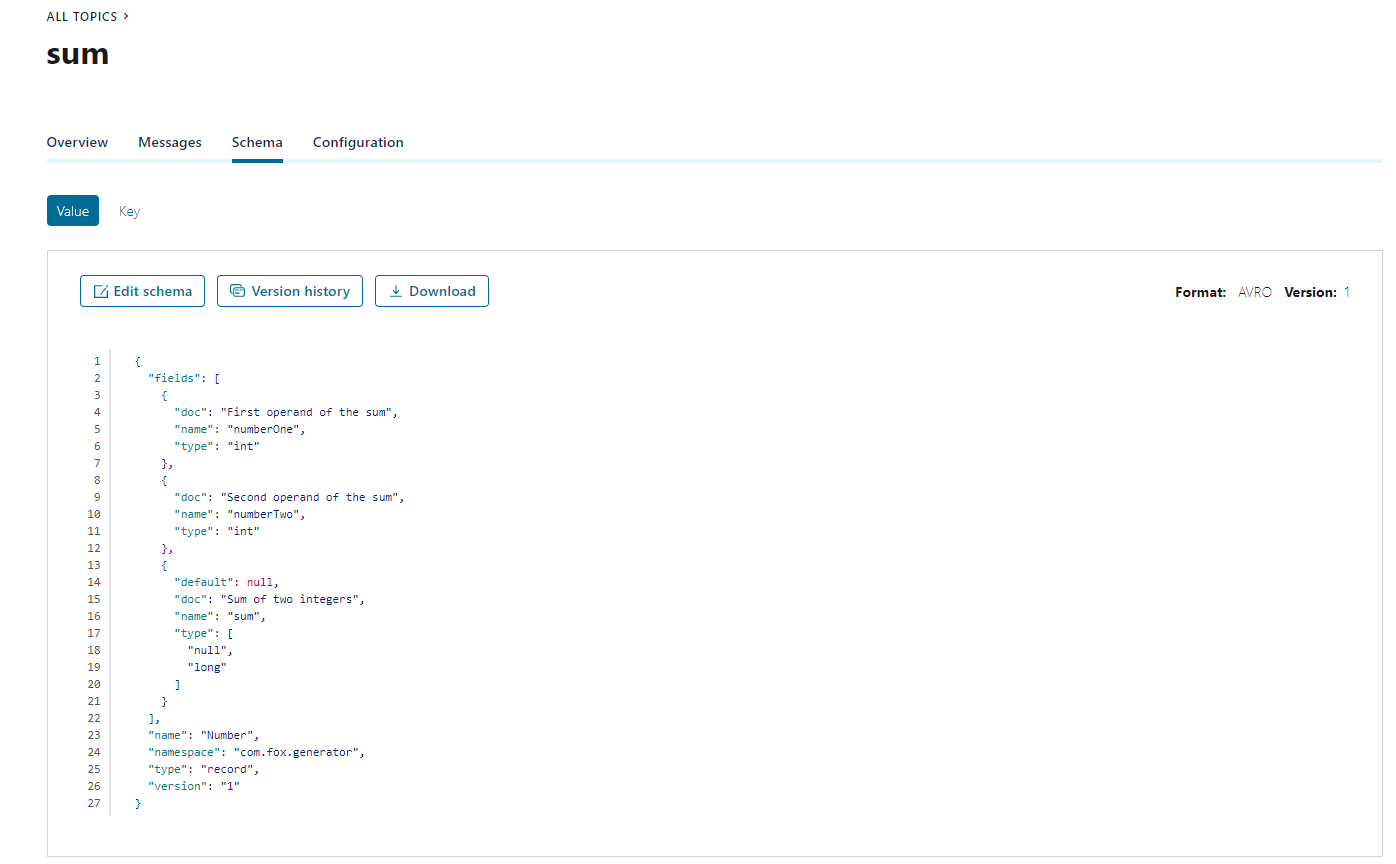 ALL TOPICS >
sum
Overview Messages Schema Configuration
Value Key
Edit schema Version history Download Format: AVRO Version: 1
1 {
2 "fields": [
3 {
4 "doc": "First operand of the sum",
5 "name": "numberOne",
6 "type": "int"
7 },
8 {
9 "doc": "Second operand of the sum",
10 "name": "numberTwo",
11 "type": "int"
12 },
13 {
14 "default": null,
15 "doc": "Sum of two integers",
16 "name": "sum",
17 "type": [
18 "null",
19 "long"
20 ]
21 }
22 ],
23 "name": "Number",
24 "namespace": "com.fox.generator",
25 "type": "record",
26 "version": "1"
27 }